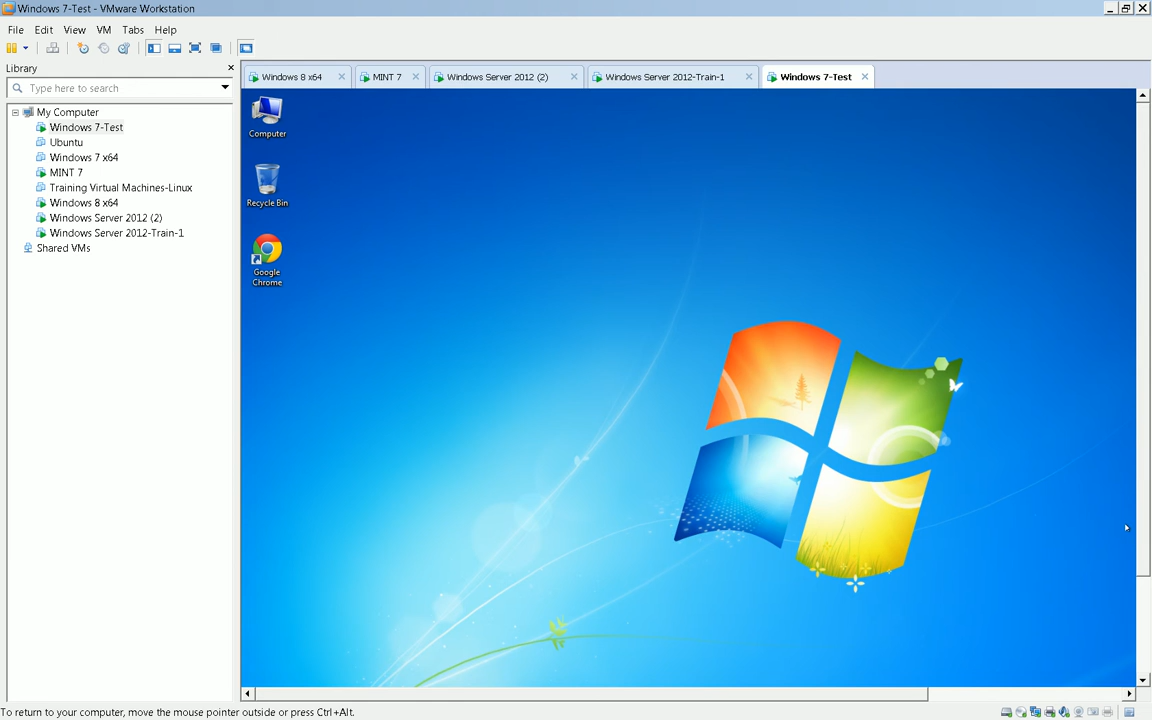 Windows 7-Test - VMware Workstation
File Edit View VM Tabs Help
Library
Type here to search
My Computer
Windows 7-Test
Ubuntu
Windows 7 x64
MINT 7
Training Virtual Machines-Linux
Windows 8 x64
Windows Server 2012 (2)
Windows Server 2012-Train-1
Shared VMs
Windows 8 x64 MINT 7 Windows Server 2012 (2) Windows Server 2012-Train-1 Windows 7-Test
Computer
Recycle Bin
Google
Chrome
To return to your computer, move the mouse pointer outside or press Ctrl+Alt.